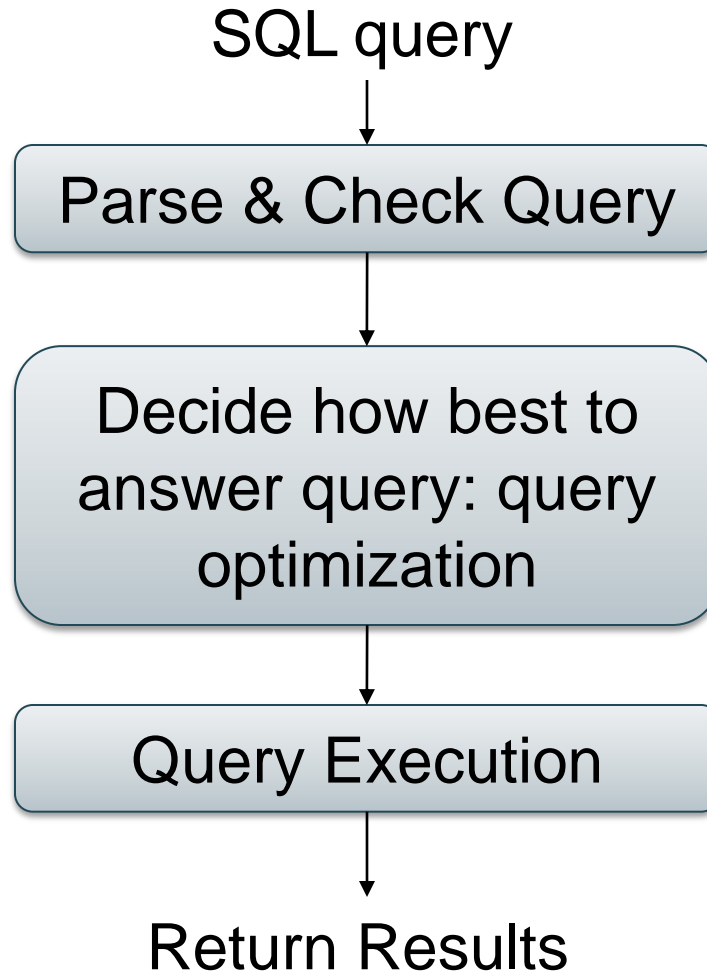 SQL query
Parse & Check Query
Decide how best to
answer query: query
optimization
Query Execution
Return Results